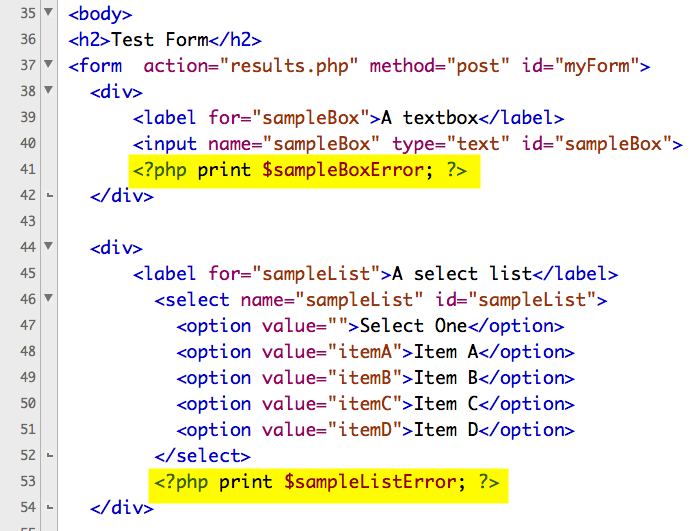 35 <body>
36 <h2>Test Form</h2>
37 <form  action="results.php" method="post" id="myForm">
38   <div>
39       <label for="sampleBox">A textbox</label>
40       <input name="sampleBox" type="text" id="sampleBox">
41       <?php print $sampleBoxError; ?>
42   </div>
43
44   <div>
45       <label for="sampleList">A select list</label>
46         <select name="sampleList" id="sampleList">
47           <option value="">Select One</option>
48           <option value="itemA">Item A</option>
49           <option value="itemB">Item B</option>
50           <option value="itemC">Item C</option>
51           <option value="itemD">Item D</option>
52         </select>
53         <?php print $sampleListError; ?>
54   </div>